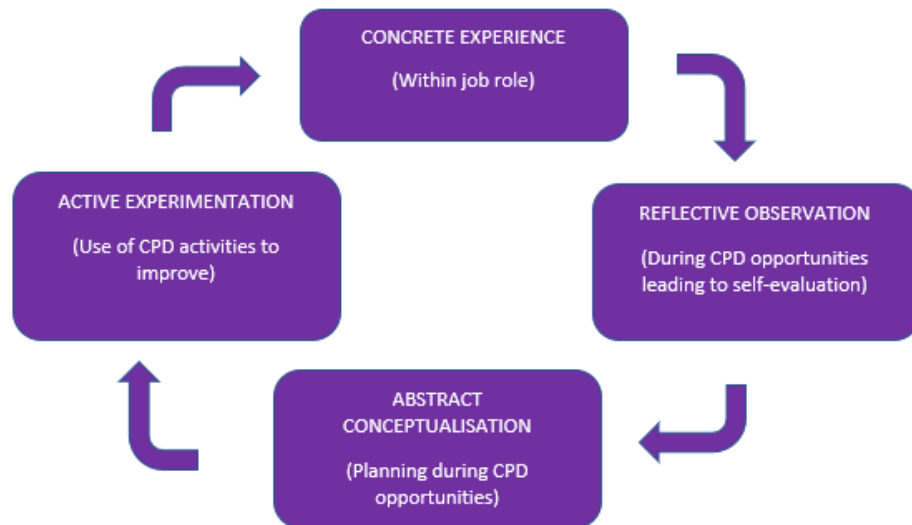 CONCRETE EXPERIENCE
(Within job role)
ACTIVE EXPERIMENTATION
(Use of CPD activities to
improve)
REFLECTIVE OBSERVATION
(During CPD opportunities
leading to self-evaluation)
ABSTRACT
CONCEPTUALISATION
(Planning during CPD
opportunities)